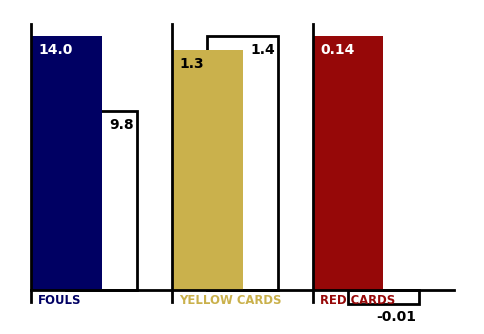 14.0
9.8
1.3
1.4
0.14
-0.01
FOULS
YELLOW CARDS
RED CARDS